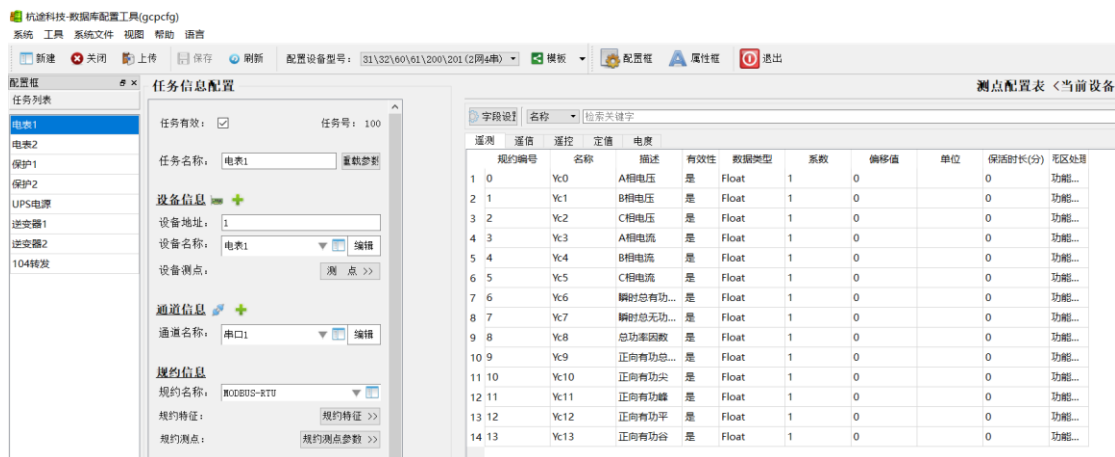 杭途科技-数据库配置工具(gcpcfg)
系统 工具 系统文件 视图 帮助 语言
新建 关闭 上传 保存 刷新 配置设备型号： 31\32\60\61\200\201(2网4串) 模板 配置框 属性框 退出
配置框
任务列表
电表1
电表2
保护1
保护2
UPS电源
逆变器1
逆变器2
104转发
任务信息配置
任务有效： 任务号： 100
任务名称： 电表1 重载参数
设备信息
设备地址： 1
设备名称： 电表1 编辑
设备测点： 测 点 >>
通道信息
通道名称： 串口1 编辑
规约信息
规约名称： MODBUS-RTU
规约特征： 规约特征 >>
规约测点： 规约测点参数 >>
测点配置表 <当前设备
字段设 名称 检索关键字
遥测 遥信 遥控 定值 电度
规约编号 名称 描述 有效性 数据类型 系数 偏移值 单位 保活时长(分) 死区处理
1 0 Yc0 A相电压 是 Float 1 0 0 功能...
2 1 Yc1 B相电压 是 Float 1 0 0 功能...
3 2 Yc2 C相电压 是 Float 1 0 0 功能...
4 3 Yc3 A相电流 是 Float 1 0 0 功能...
5 4 Yc4 B相电流 是 Float 1 0 0 功能...
6 5 Yc5 C相电流 是 Float 1 0 0 功能...
7 6 Yc6 瞬时总有功... 是 Float 1 0 0 功能...
8 7 Yc7 瞬时总无功... 是 Float 1 0 0 功能...
9 8 Yc8 总功率因数 是 Float 1 0 0 功能...
10 9 Yc9 正向有功总... 是 Float 1 0 0 功能...
11 10 Yc10 正向有功尖 是 Float 1 0 0 功能...
12 11 Yc11 正向有功峰 是 Float 1 0 0 功能...
13 12 Yc12 正向有功平 是 Float 1 0 0 功能...
14 13 Yc13 正向有功谷 是 Float 1 0 0 功能...